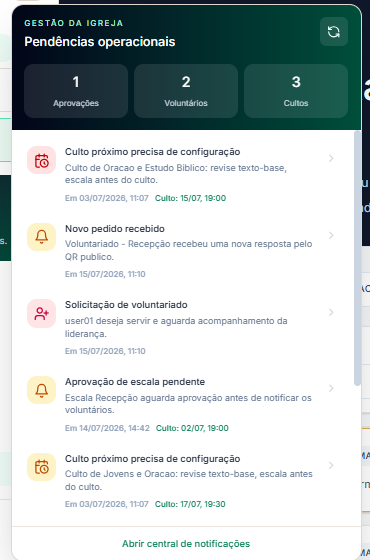 GESTÃO DA IGREJA
Pendências operacionais
1
Aprovações
2
Voluntários
3
Cultos
Culto próximo precisa de configuração
Culto de Oracao e Estudo Biblico: revise texto-base,
escala antes do culto.
Em 03/07/2026, 11:07 Culto: 15/07, 19:00
Novo pedido recebido
Voluntariado - Recepção recebeu uma nova resposta pelo
QR publico.
Em 15/07/2026, 11:10
Solicitação de voluntariado
user01 deseja servir e aguarda acompanhamento da
liderança.
Em 15/07/2026, 11:10
Aprovação de escala pendente
Escala Recepção aguarda aprovação antes de notificar os
voluntários.
Em 14/07/2026, 14:42 Culto: 02/07, 19:00
Culto próximo precisa de configuração
Culto de Jovens e Oracao: revise texto-base, escala antes
do culto.
Em 03/07/2026, 11:07 Culto: 17/07, 19:30
Abrir central de notificações